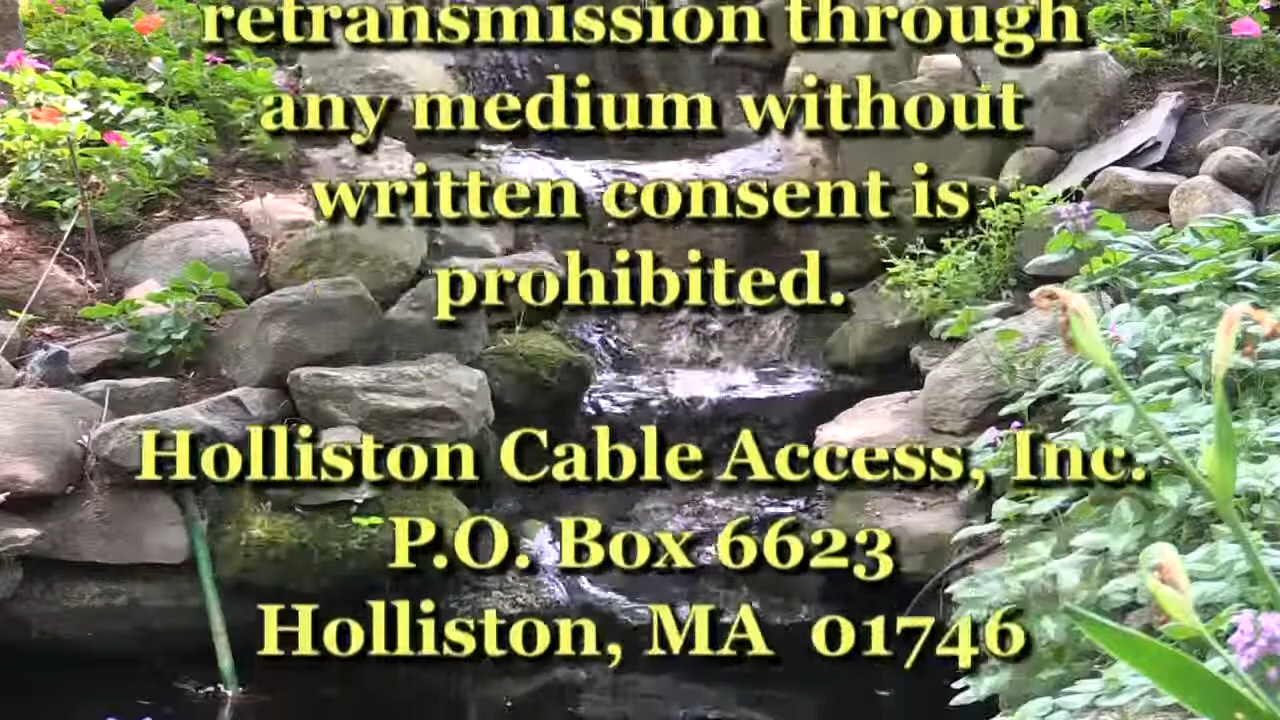 retransmission through
any medium without
written consent is
prohibited.
Holliston Cable Access, Inc.
P.O. Box 6623
Holliston, MA 01746